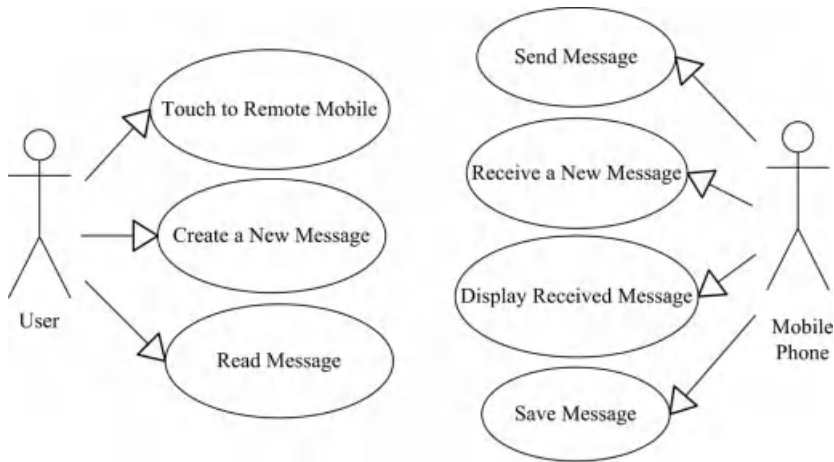 Touch to Remote Mobile
Create a New Message
Read Message
User
Send Message
Receive a New Message
Display Received Message
Save Message
Mobile
Phone